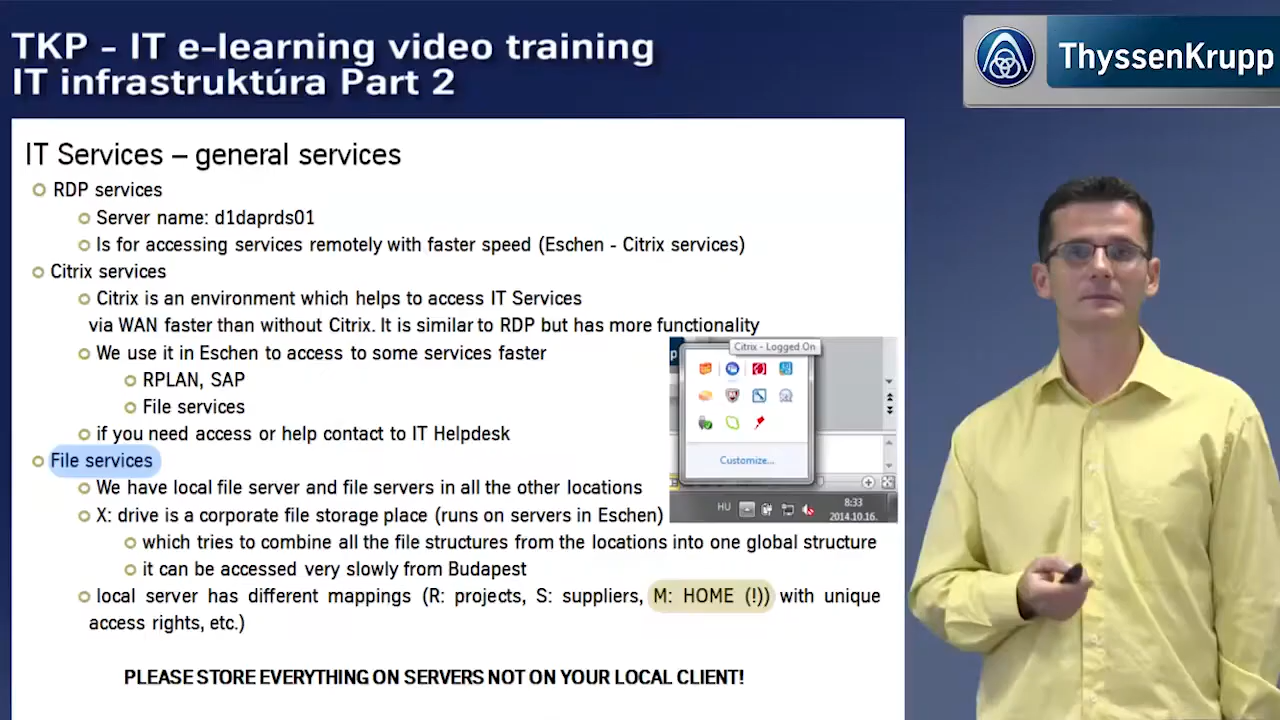 TKP - IT e-learning video training
IT infrastruktúra Part 2
ThyssenKrupp
IT Services – general services
RDP services
Server name: d1daprds01
Is for accessing services remotely with faster speed (Eschen - Citrix services)
Citrix services
Citrix is an environment which helps to access IT Services
via WAN faster than without Citrix. It is similar to RDP but has more functionality
We use it in Eschen to access to some services faster
RPLAN, SAP
File services
if you need access or help contact to IT Helpdesk
File services
We have local file server and file servers in all the other locations
X: drive is a corporate file storage place (runs on servers in Eschen)
which tries to combine all the file structures from the locations into one global structure
it can be accessed very slowly from Budapest
local server has different mappings (R: projects, S: suppliers, M: HOME (!)) with unique
access rights, etc.)
PLEASE STORE EVERYTHING ON SERVERS NOT ON YOUR LOCAL CLIENT!
Citrix - Logged On
Customize...
HU
8:33
2014.10.16.